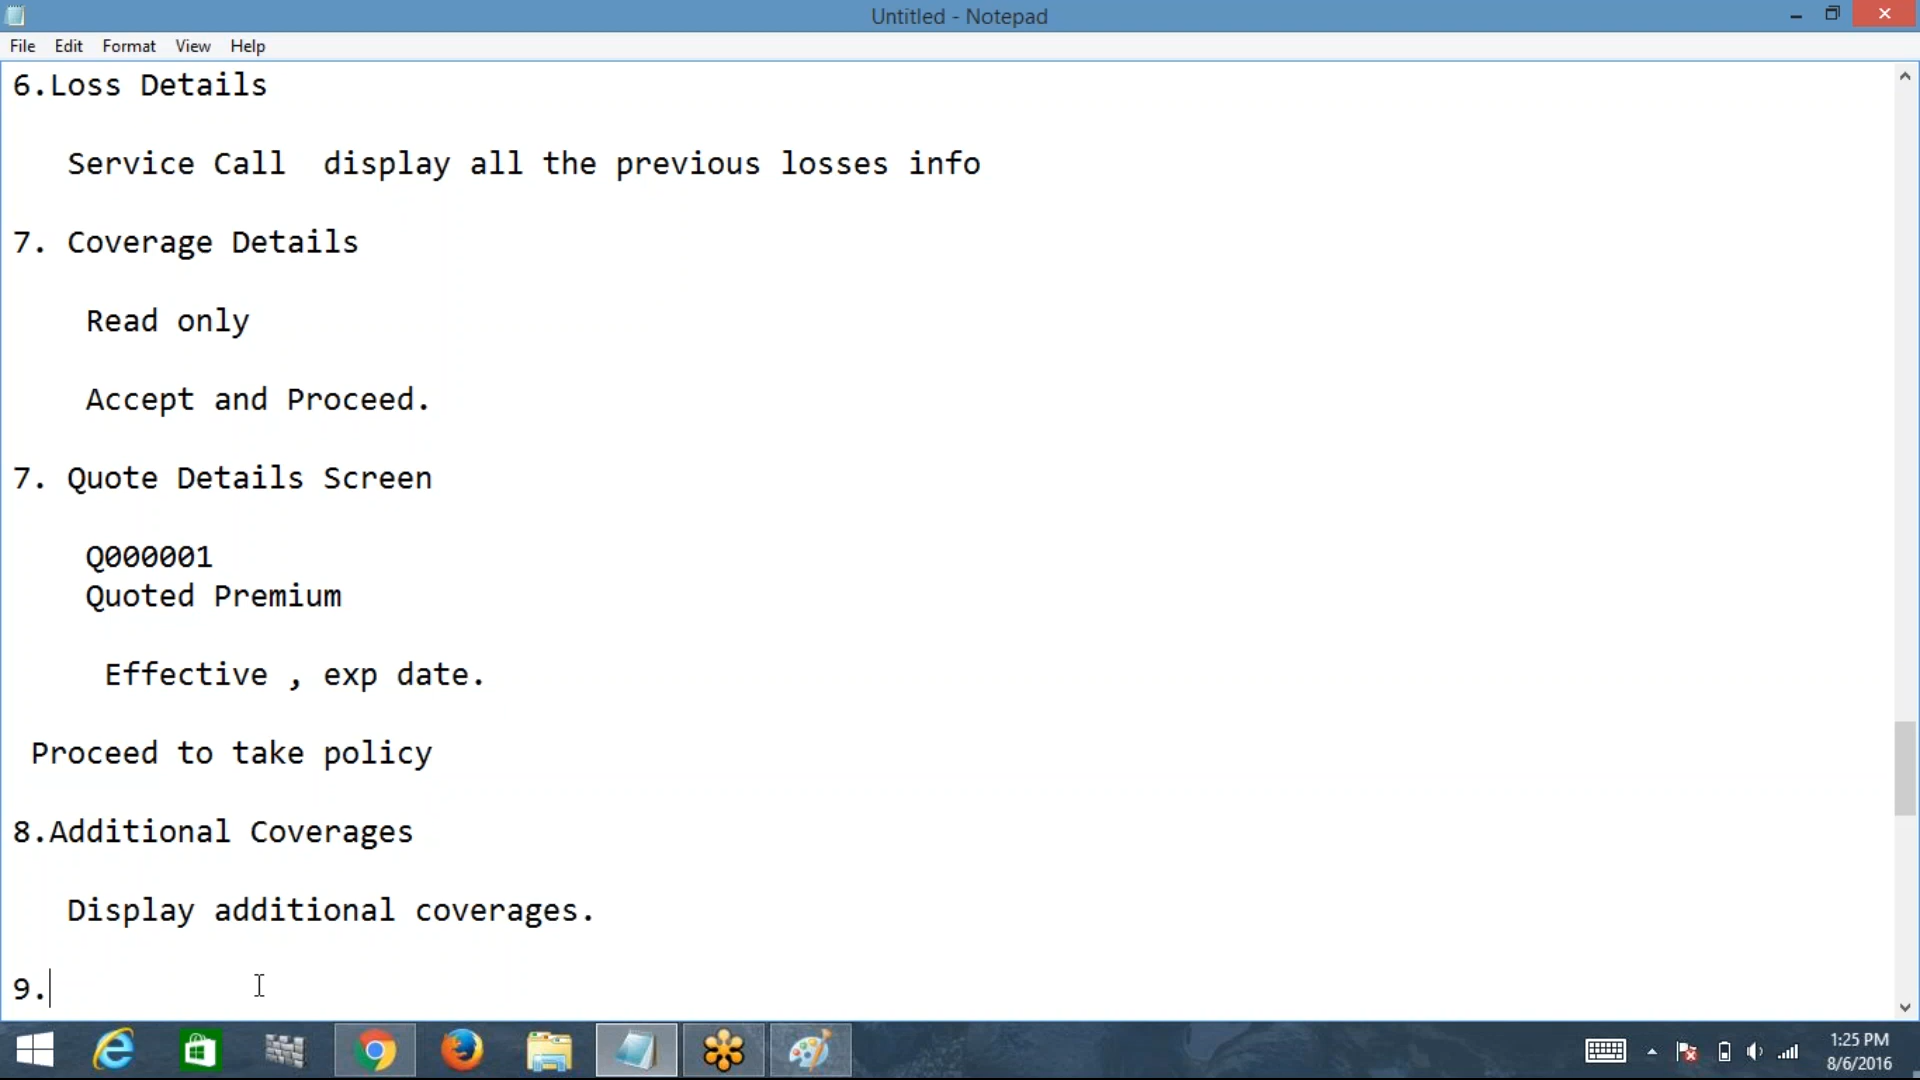 Untitled - Notepad
File Edit Format View Help
6.Loss Details
Service Call  display all the previous losses info
7. Coverage Details
Read only
Accept and Proceed.
7. Quote Details Screen
Q000001
Quoted Premium
Effective , exp date.
Proceed to take policy
8.Additional Coverages
Display additional coverages.
9.
1:25 PM
8/6/2016